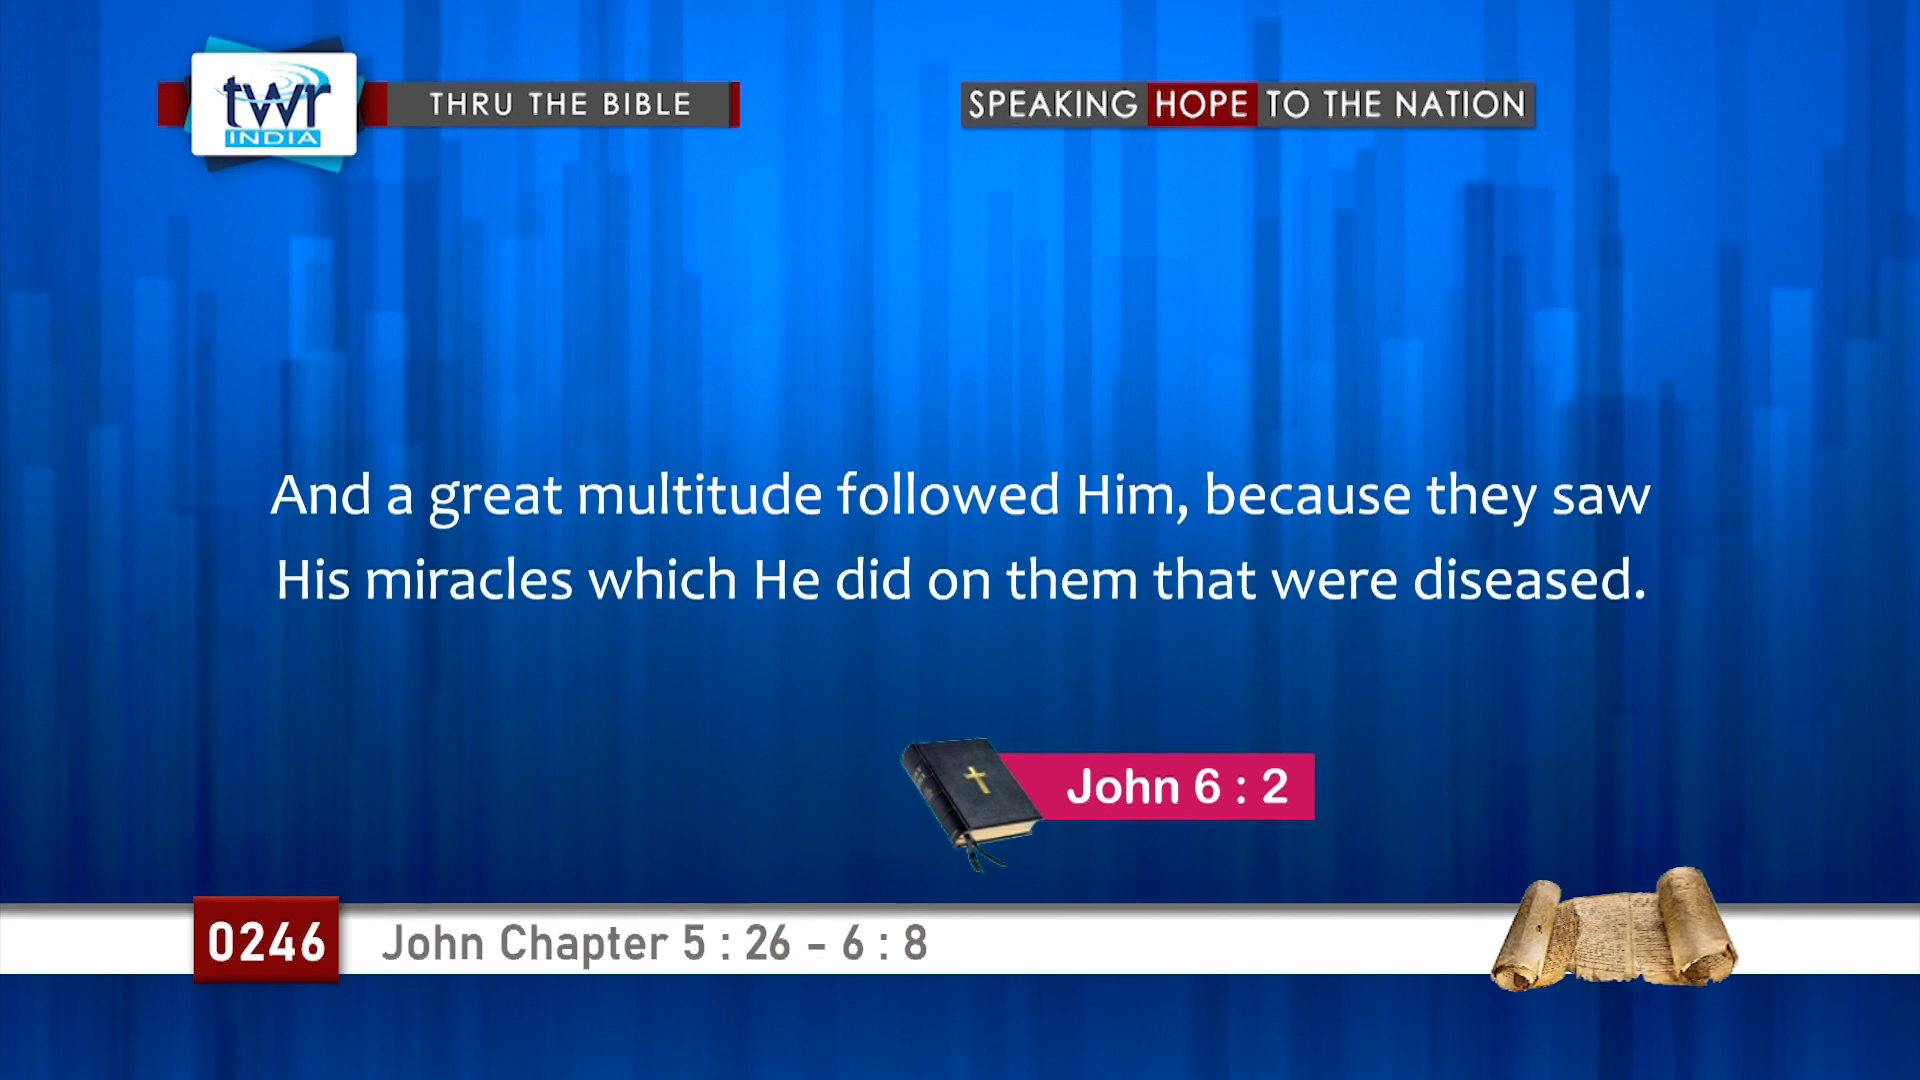 twr
INDIA
THRU THE BIBLE
SPEAKING HOPE TO THE NATION
And a great multitude followed Him, because they saw
His miracles which He did on them that were diseased.
John 6 : 2
0246
John Chapter 5 : 26 - 6 : 8